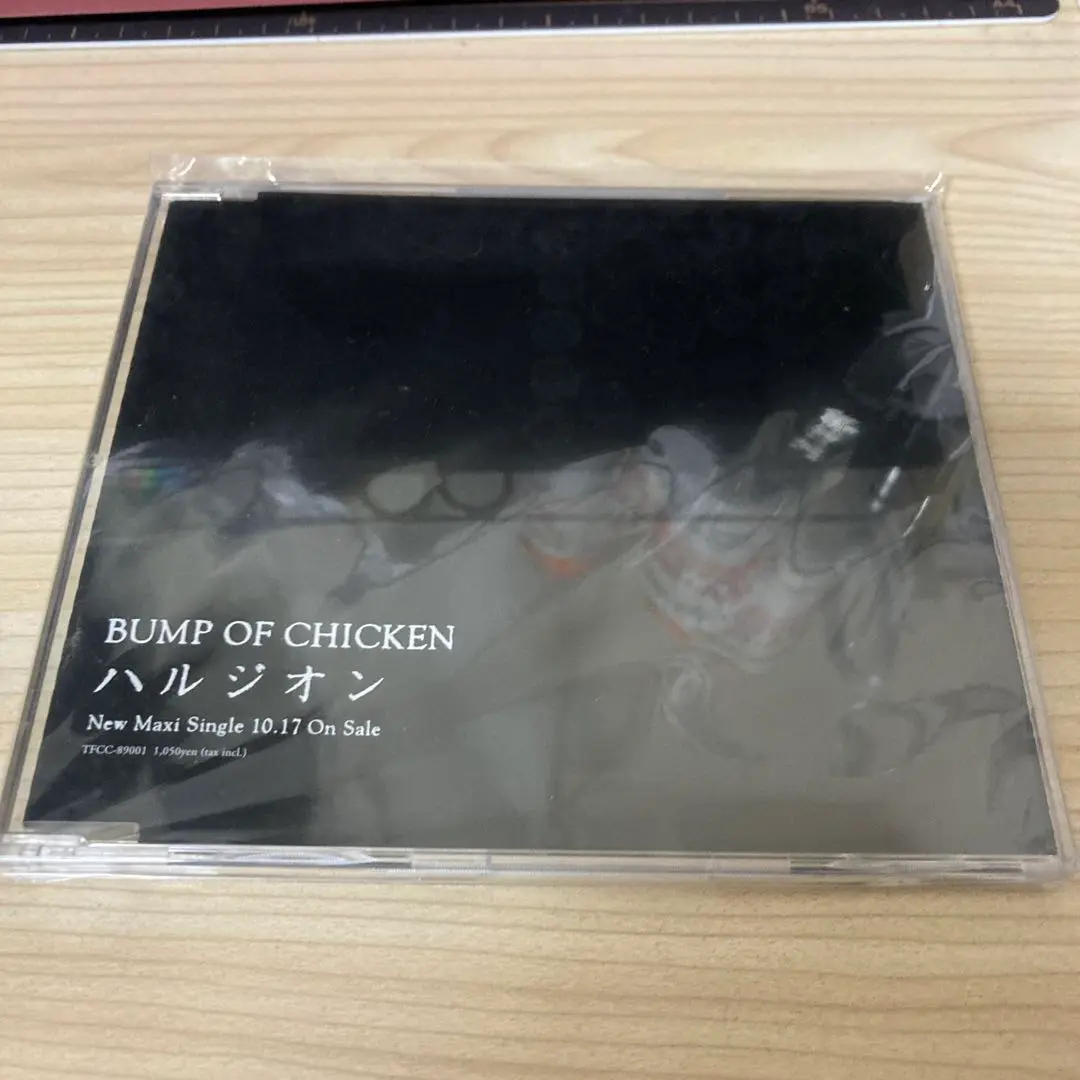 BUMP OF CHICKEN
ハルジオン
New Maxi Single 10.17 On Sale
TFCC-89001 1,050yen (tax incl.)